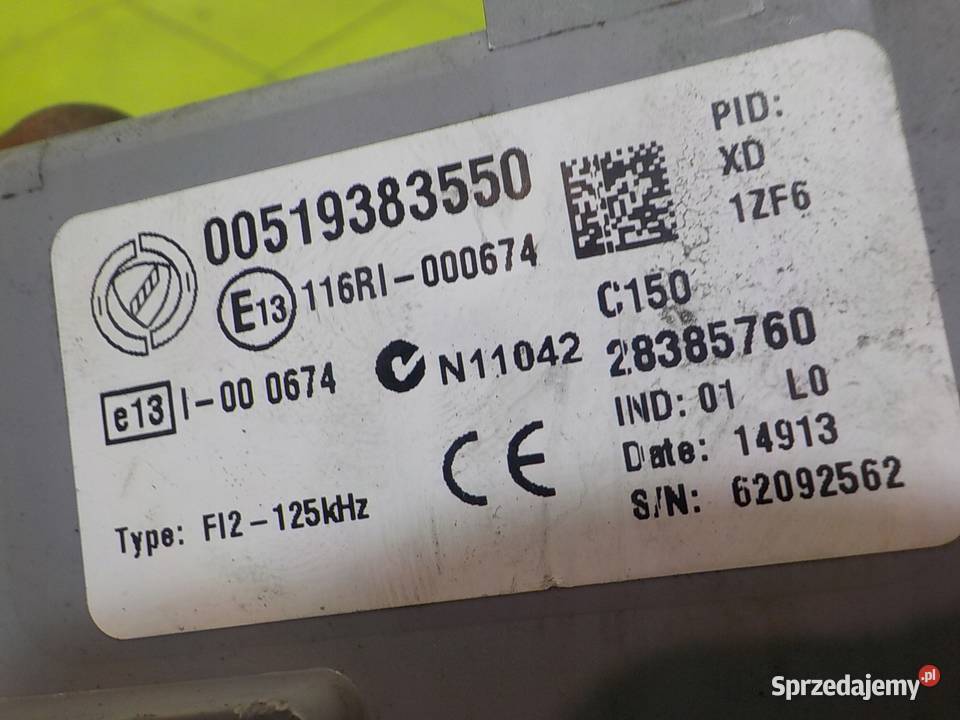 00519383550
E13 116RI-000674
e13 I-00 0674
N11042
Type: FI2-125kHz
CE
PID:
XD
1ZF6
C150
28385760
IND: 01 L0
Date: 14913
S/N: 62092562
Sprzedajemy.pl